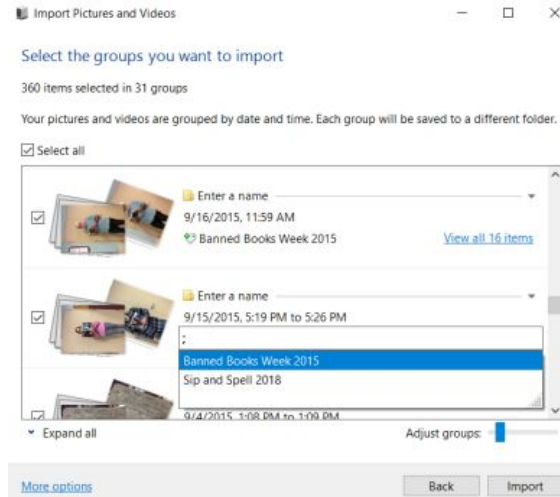 Import Pictures and Videos
Select the groups you want to import
360 items selected in 31 groups
Your pictures and videos are grouped by date and time. Each group will be saved to a different folder.
Select all
Enter a name
9/16/2015, 11:59 AM
Banned Books Week 2015 View all 16 items
Enter a name
9/15/2015, 5:19 PM to 5:26 PM
;
Banned Books Week 2015
Sip and Spell 2018
9/4/2015, 1:08 PM to 1:09 PM
Expand all Adjust groups:
More options Back Import